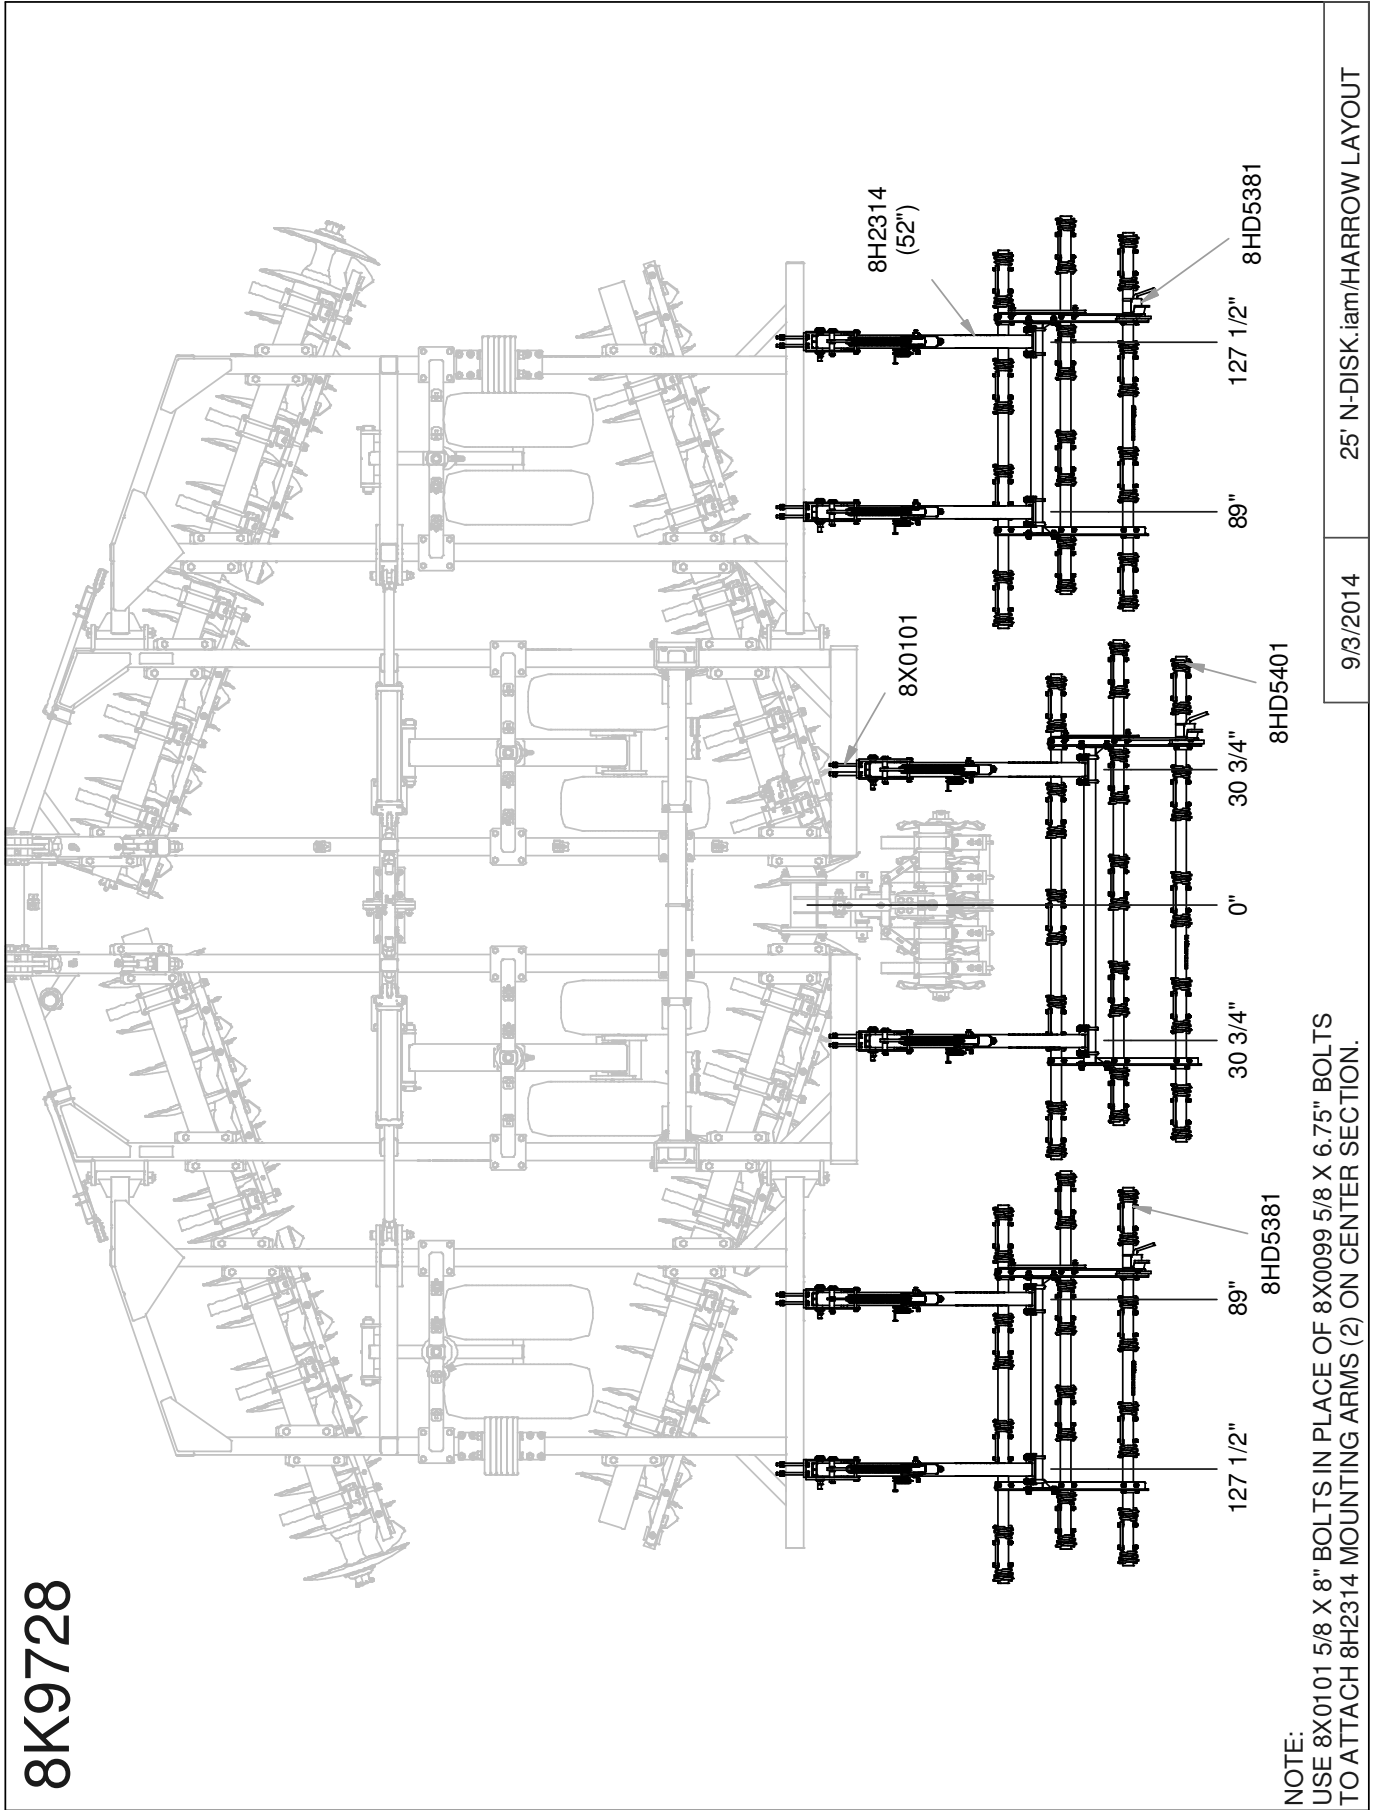 8K9728
8H2314
(52")
8X0101
8HD5381
8HD5401
8HD5381
127 1/2"
89"
30 3/4"
0"
30 3/4"
89"
127 1/2"
NOTE:
USE 8X0101 5/8 X 8" BOLTS IN PLACE OF 8X0099 5/8 X 6.75" BOLTS
TO ATTACH 8H2314 MOUNTING ARMS (2) ON CENTER SECTION.
9/3/2014
25' N-DISK.iam/HARROW LAYOUT